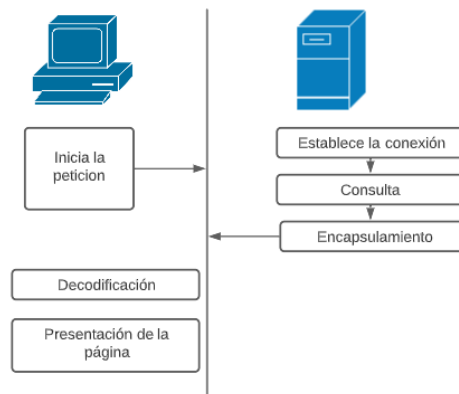 Inicia la
peticion
Establece la conexión
Consulta
Encapsulamiento
Decodificación
Presentación de la
página